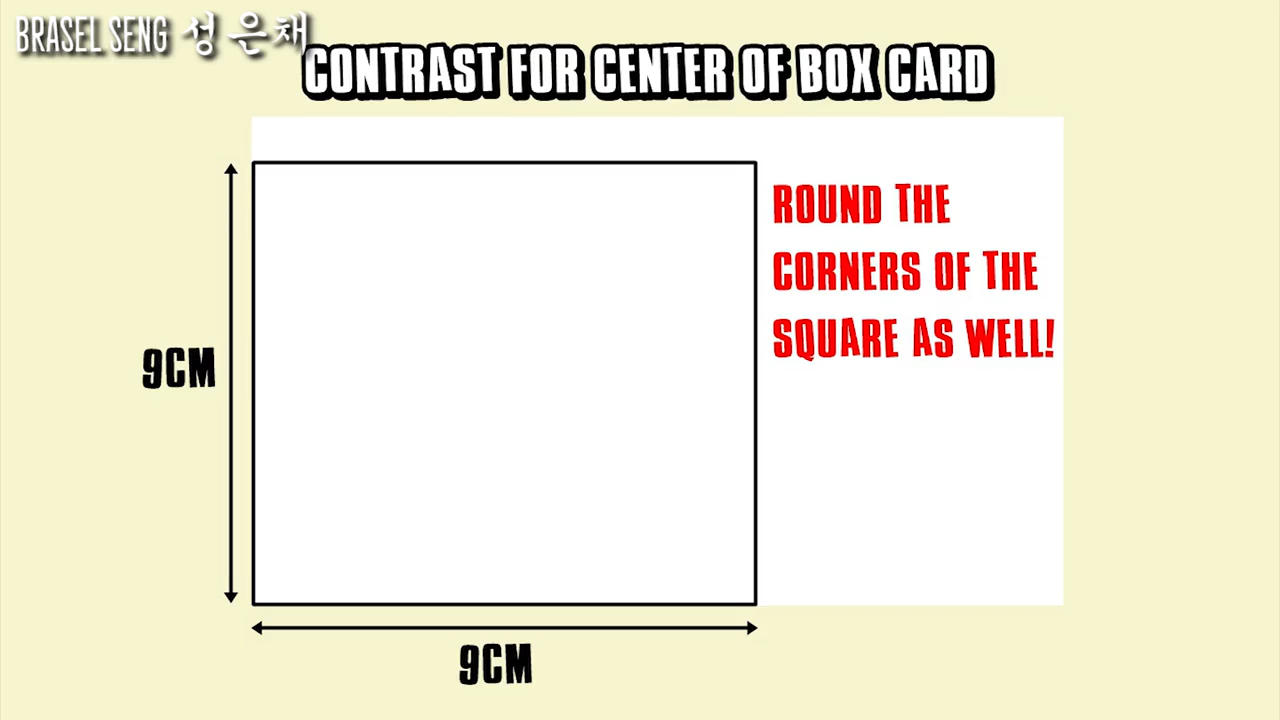 BRASEL SENG 성은채
CONTRAST FOR CENTER OF BOX CARD
ROUND THE
CORNERS OF THE
SQUARE AS WELL!
9CM
9CM